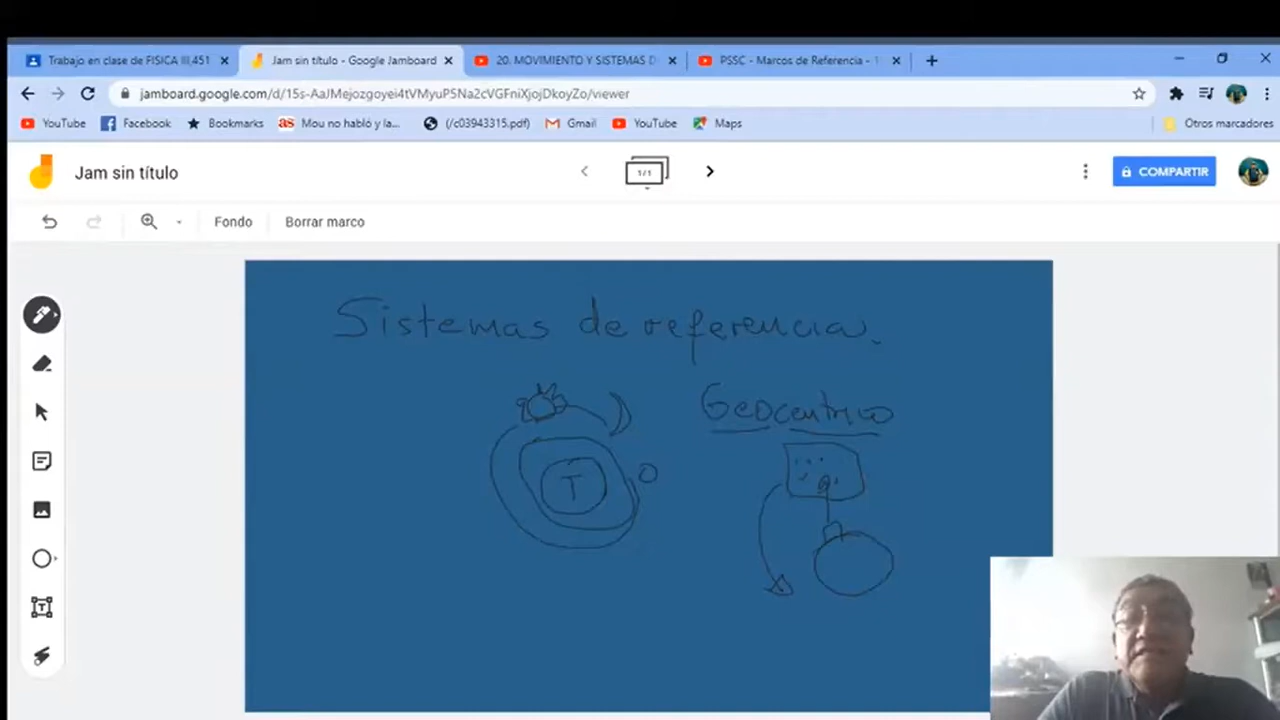 Trabajo en clase de FISICA III,451
Jam sin título - Google Jamboard
20. MOVIMIENTO Y SISTEMAS D
PSSC - Marcos de Referencia - 1
jamboard.google.com/d/15s-AaJMejozgoyei4tVMyuPSNa2cVGFniXjojDkoyZo/viewer
YouTube
Facebook
Bookmarks
as
Mou no habló y la...
(/c03943315.pdf)
Gmail
YouTube
Maps
Otros marcadores
Jam sin título
1/1
COMPARTIR
Fondo
Borrar marco
Sistemas de referencia.
Geocentrico
T